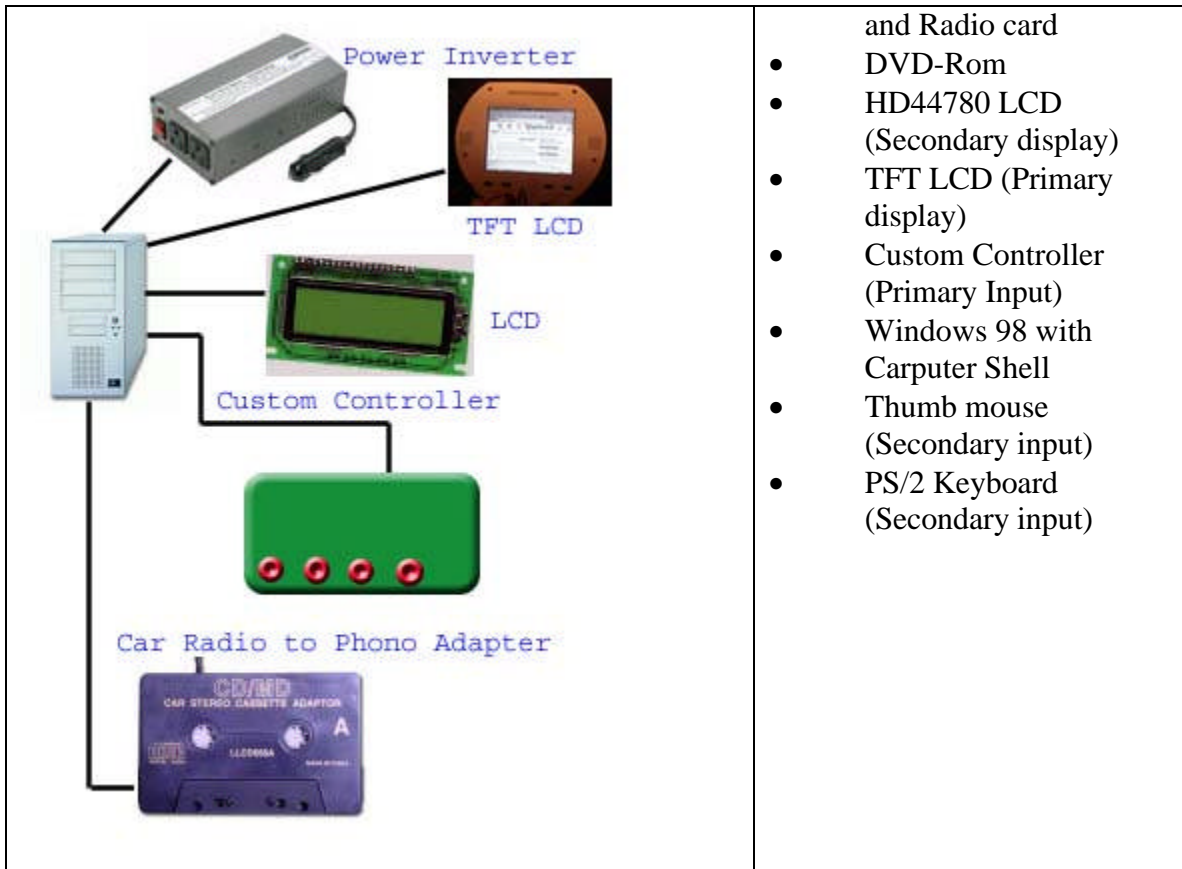 Power Inverter
TFT LCD
LCD
Custom Controller
Car Radio to Phono Adapter
CD/MD
CAR STEREO CASSETTE ADAPTOR
A
and Radio card
• DVD-Rom
• HD44780 LCD
(Secondary display)
• TFT LCD (Primary
display)
• Custom Controller
(Primary Input)
• Windows 98 with
Carputer Shell
• Thumb mouse
(Secondary input)
• PS/2 Keyboard
(Secondary input)